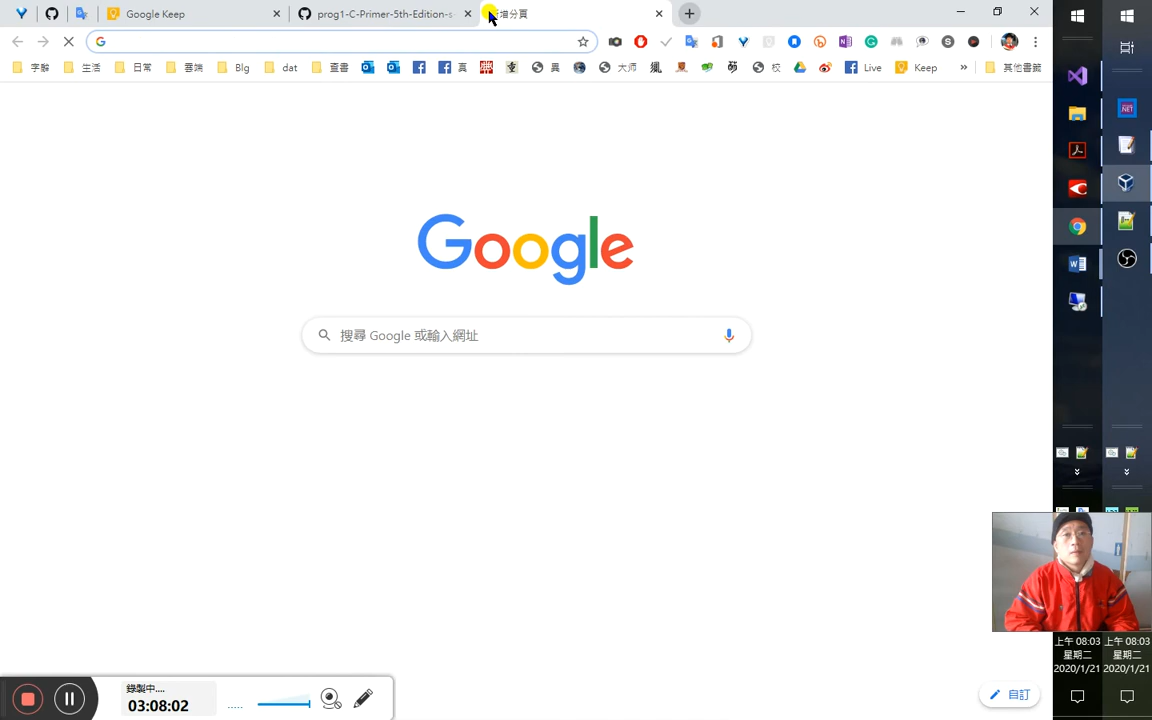 Google Keep
prog1-C-Primer-5th-Edition-s
新增分頁
字辭
生活
日常
雲端
Blg
dat
查書
真
異
大师
校
Live
Keep
»
其他書籤
Google
搜尋 Google 或輸入網址
自訂
錄製中....
03:08:02
上午 08:03
星期二
2020/1/21
上午 08:03
星期二
2020/1/21